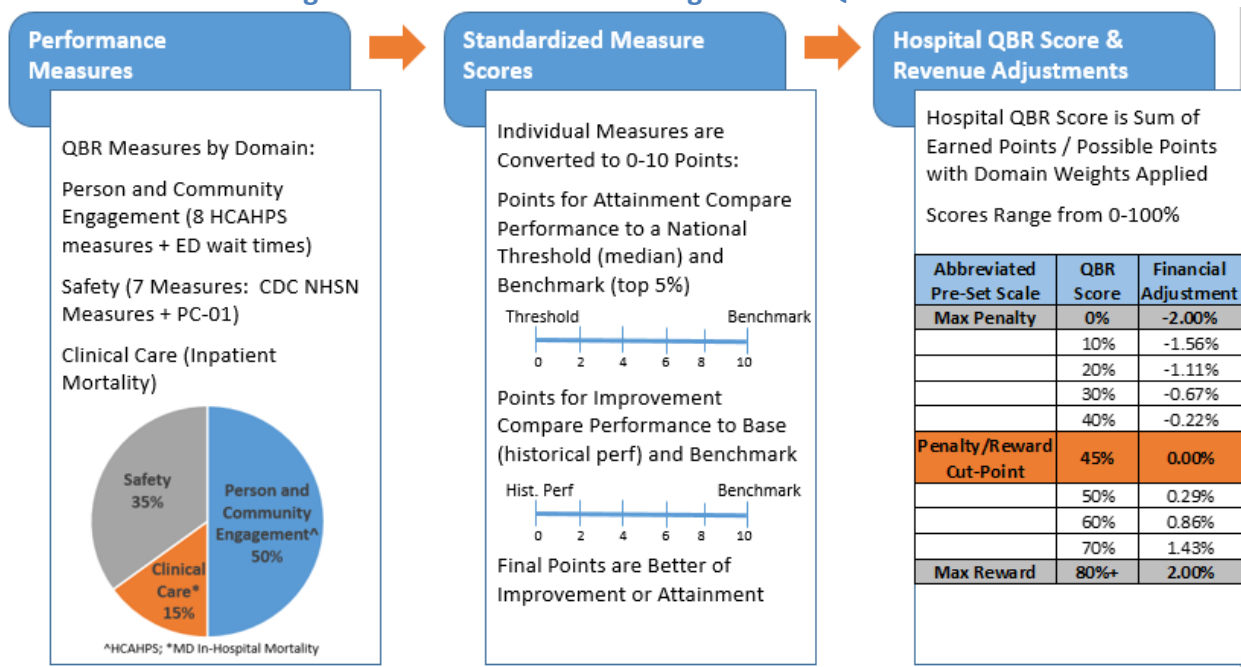 Performance
Measures
QBR Measures by Domain:
Person and Community
Engagement (8 HCAHPS
measures + ED wait times)
Safety (7 Measures: CDC NHSN
Measures + PC-01)
Clinical Care (Inpatient
Mortality)
Safety
35%
Person and
Community
Engagement^
50%
Clinical
Care*
15%
^HCAHPS; *MD In-Hospital Mortality
Standardized Measure
Scores
Individual Measures are
Converted to 0-10 Points:
Points for Attainment Compare
Performance to a National
Threshold (median) and
Benchmark (top 5%)
Threshold Benchmark
0 2 4 6 8 10
Points for Improvement
Compare Performance to Base
(historical perf) and Benchmark
Hist. Perf Benchmark
0 2 4 6 8 10
Final Points are Better of
Improvement or Attainment
Hospital QBR Score &
Revenue Adjustments
Hospital QBR Score is Sum of
Earned Points / Possible Points
with Domain Weights Applied
Scores Range from 0-100%
Abbreviated QBR Financial
Pre-Set Scale Score Adjustment
Max Penalty 0% -2.00%
10% -1.56%
20% -1.11%
30% -0.67%
40% -0.22%
Penalty/Reward
Cut-Point 45% 0.00%
50% 0.29%
60% 0.86%
70% 1.43%
Max Reward 80%+ 2.00%